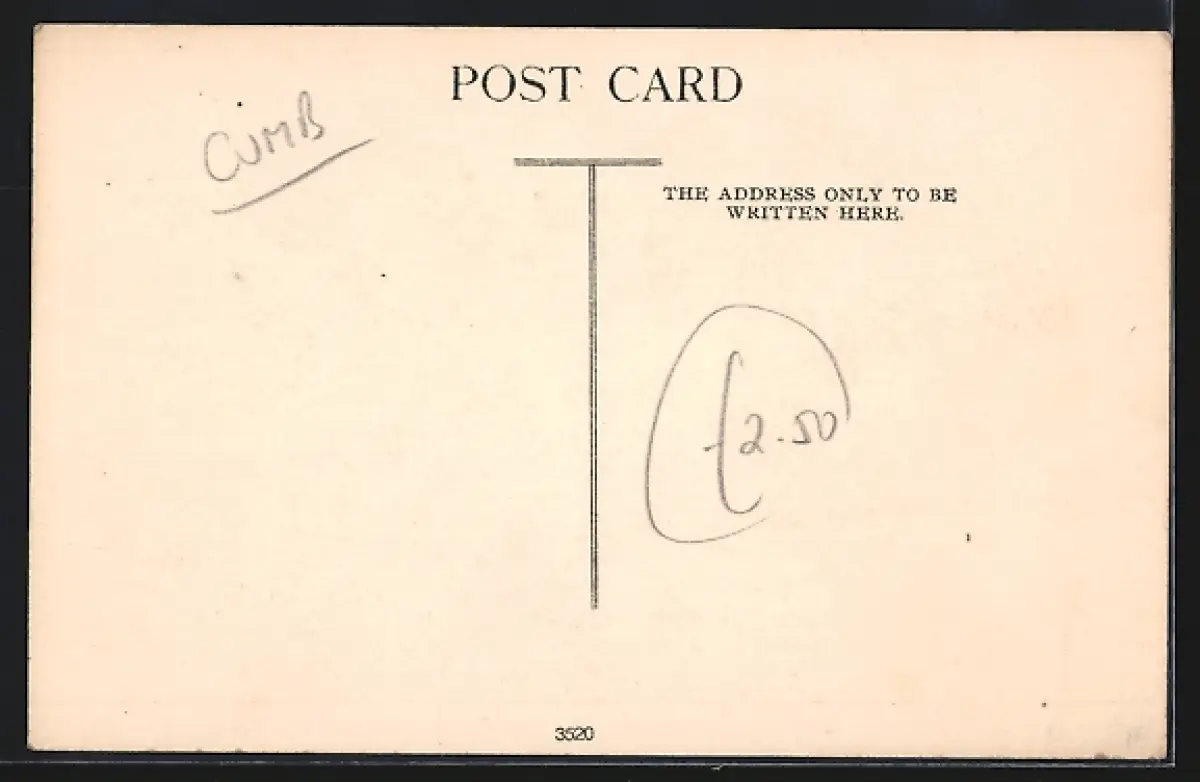 POST CARD
CUMB
THE ADDRESS ONLY TO BE
WRITTEN HERE.
£2.50
3520